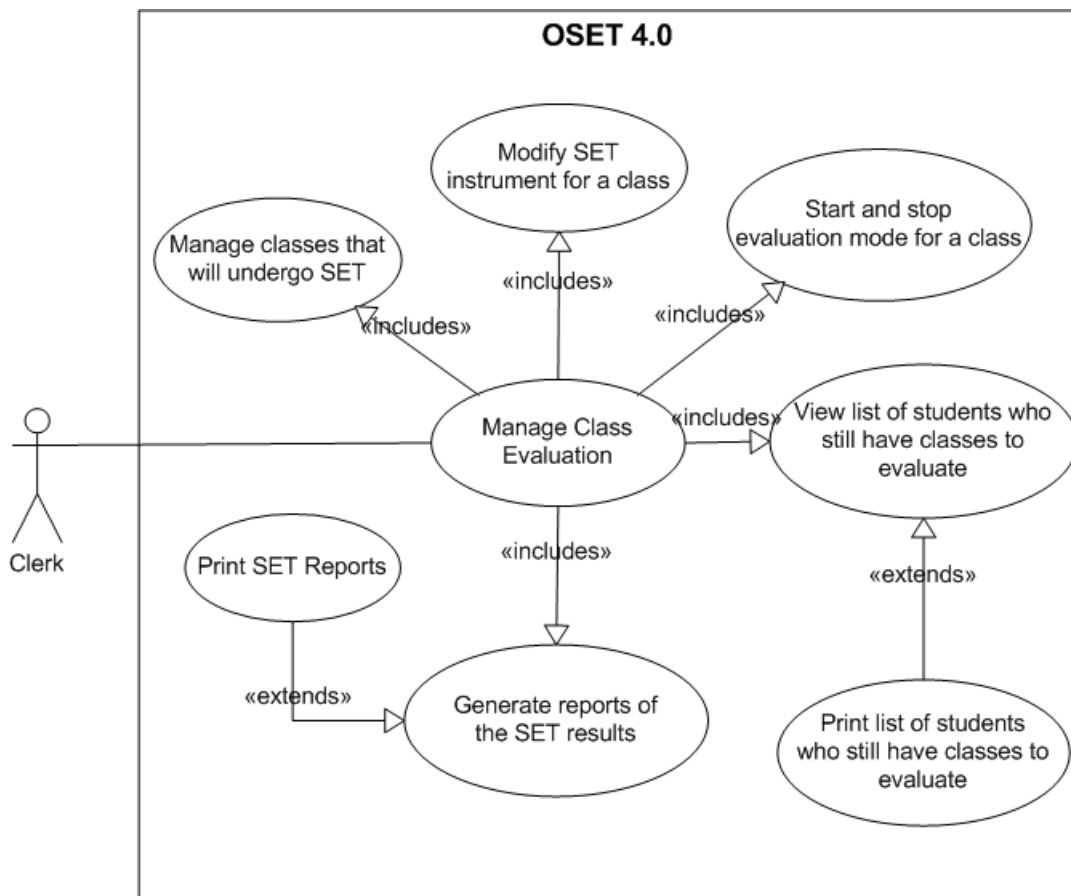 OSET 4.0
Modify SET
instrument for a class
Start and stop
evaluation mode for a class
Manage classes that
will undergo SET
«includes»
«includes»
«includes»
Manage Class
Evaluation
«includes»
View list of students who
still have classes to
evaluate
Clerk
«includes»
Print SET Reports
«extends»
«extends»
Generate reports of
the SET results
Print list of students
who still have classes to
evaluate